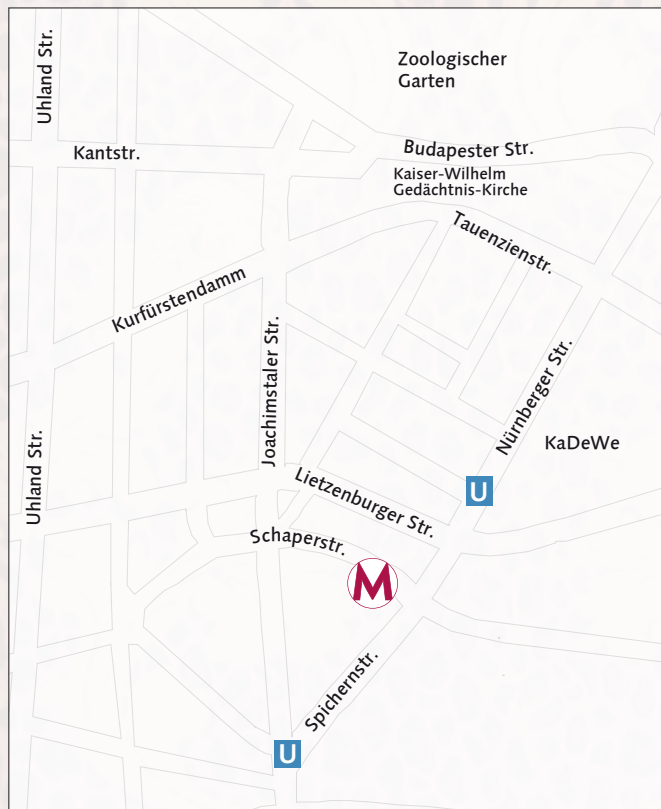 Uhland Str.
Zoologischer
Garten
Kantstr.
Budapester Str.
Kaiser-Wilhelm
Gedächtnis-Kirche
Tauenzienstr.
Kurfürstendamm
Joachimstaler Str.
Nürnberger Str.
KaDeWe
Uhland Str.
Lietzenburger Str.
U
Schaperstr.
M
Spichernstr.
U